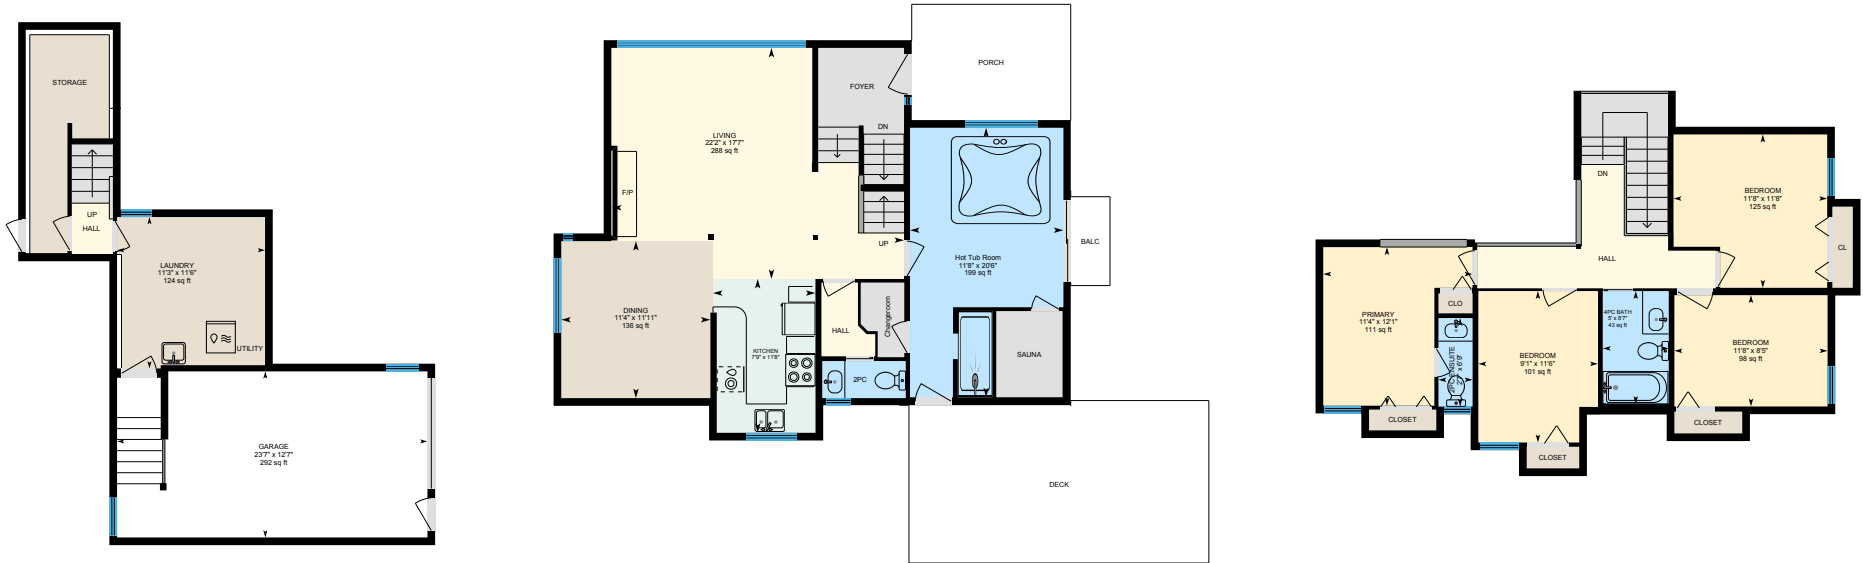 STORAGE
UP
HALL
LAUNDRY
11'3" x 11'6"
124 sq ft
UTILITY
GARAGE
23'7" x 12'7"
292 sq ft
PORCH
FOYER
DN
LIVING
22'2" x 17'7"
288 sq ft
F/P
UP
BALC
Hot Tub Room
11'8" x 20'6"
199 sq ft
DINING
11'4" x 11'11"
136 sq ft
Changeroom
HALL
KITCHEN
7'9" x 11'8"
SAUNA
2PC
DECK
DN
BEDROOM
11'8" x 11'8"
125 sq ft
CL
HALL
CLO
PRIMARY
11'4" x 12'1"
111 sq ft
4PC BATH
5' x 8'7"
43 sq ft
2PC ENSUITE
BEDROOM
9'1" x 11'6"
101 sq ft
BEDROOM
11'8" x 8'5"
98 sq ft
CLOSET
CLOSET
CLOSET